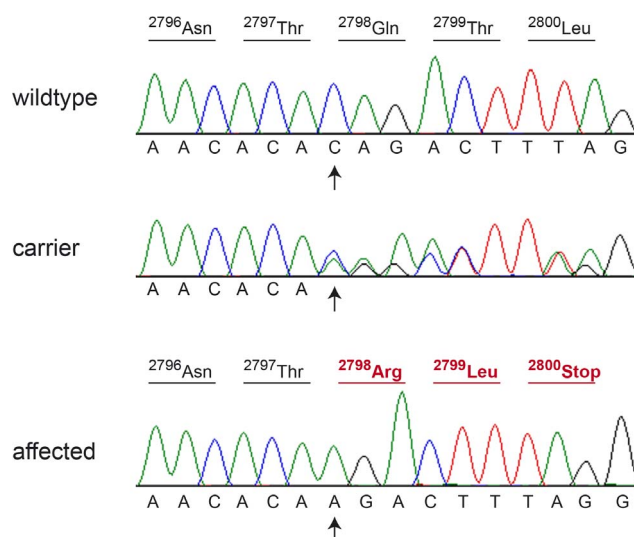 2796Asn 2797Thr 2798Gln 2799Thr 2800Leu
wildtype
A A C A C A C A G A C T T T A G
carrier
A A C A C A
2796Asn 2797Thr 2798Arg 2799Leu 2800Stop
affected
A A C A C A A G A C T T T A G G